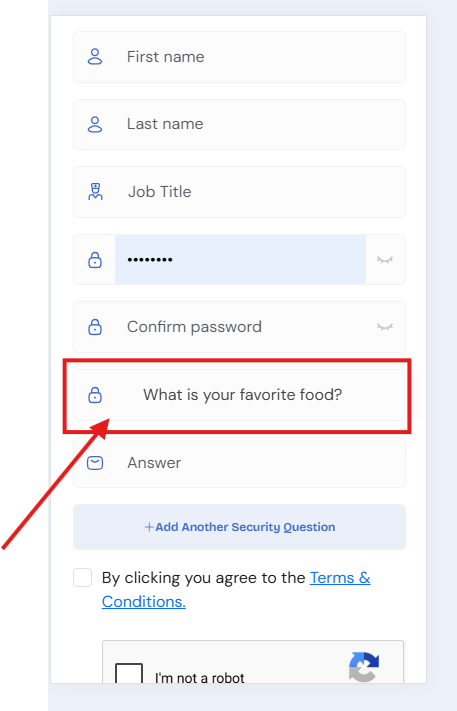 First name
Last name
Job Title
••••••••
Confirm password
What is your favorite food?
Answer
+Add Another Security Question
By clicking you agree to the Terms &
Conditions.
I'm not a robot